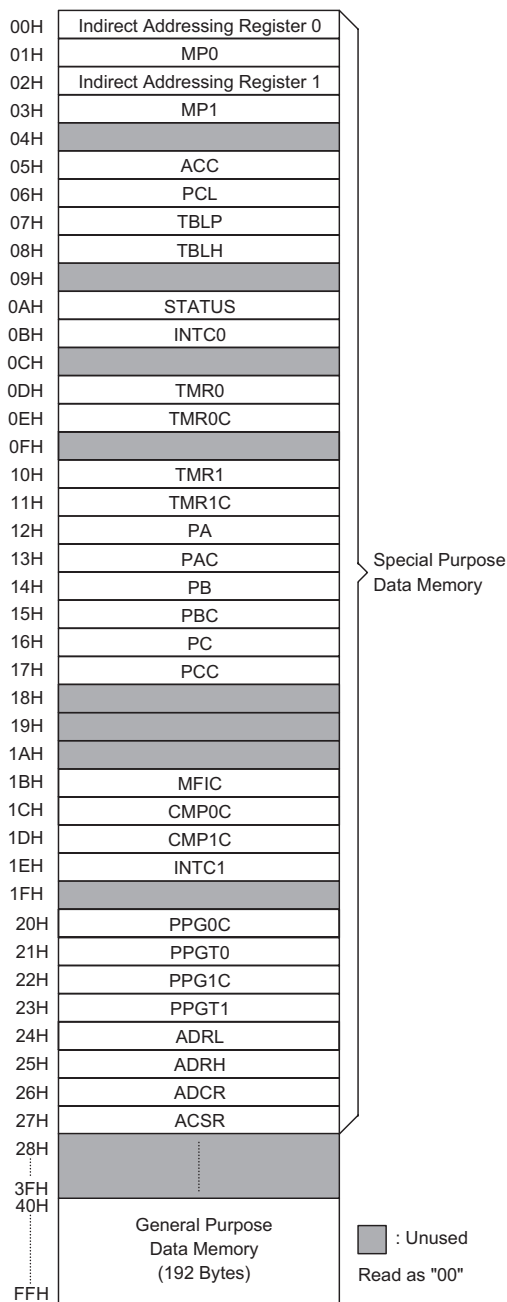 00H Indirect Addressing Register 0
01H MP0
02H Indirect Addressing Register 1
03H MP1
04H
05H ACC
06H PCL
07H TBLP
08H TBLH
09H
0AH STATUS
0BH INTC0
0CH
0DH TMR0
0EH TMR0C
0FH
10H TMR1
11H TMR1C
12H PA
13H PAC
Special Purpose
14H PB
Data Memory
15H PBC
16H PC
17H PCC
18H
19H
1AH
1BH MFIC
1CH CMP0C
1DH CMP1C
1EH INTC1
1FH
20H PPG0C
21H PPGT0
22H PPG1C
23H PPGT1
24H ADRL
25H ADRH
26H ADCR
27H ACSR
28H
3FH
40H
General Purpose
Data Memory
(192 Bytes)
FFH
: Unused
Read as "00"